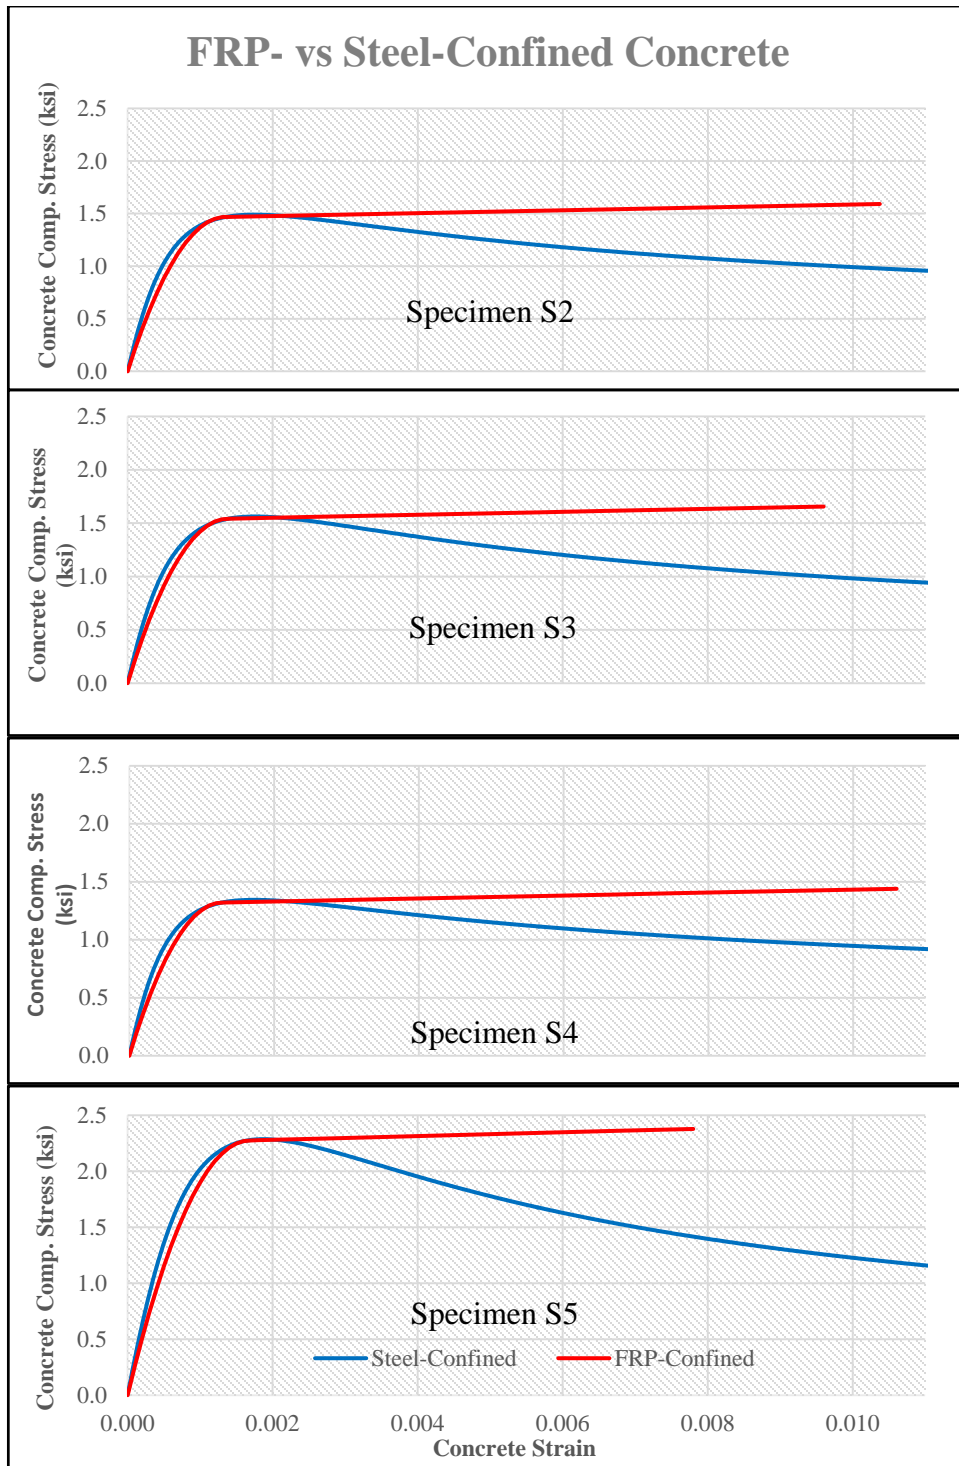 FRP- vs Steel-Confined Concrete
Concrete Comp. Stress (ksi)
2.5
2.0
1.5
1.0
0.5
0.0
Specimen S2
Concrete Comp. Stress
(ksi)
2.5
2.0
1.5
1.0
0.5
0.0
Specimen S3
Concrete Comp. Stress
(ksi)
2.5
2.0
1.5
1.0
0.5
0.0
Specimen S4
Concrete Comp. Stress (ksi)
2.5
2.0
1.5
1.0
0.5
0.0
Specimen S5
Steel-Confined FRP-Confined
0.000 0.002 0.004 0.006 0.008 0.010
Concrete Strain